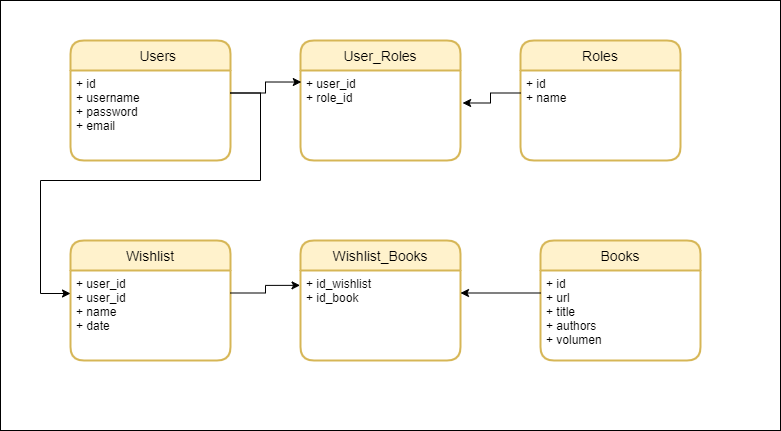 Users
+ id
+ username
+ password
+ email
User_Roles
+ user_id
+ role_id
Roles
+ id
+ name
Wishlist
+ user_id
+ user_id
+ name
+ date
Wishlist_Books
+ id_wishlist
+ id_book
Books
+ id
+ url
+ title
+ authors
+ volumen